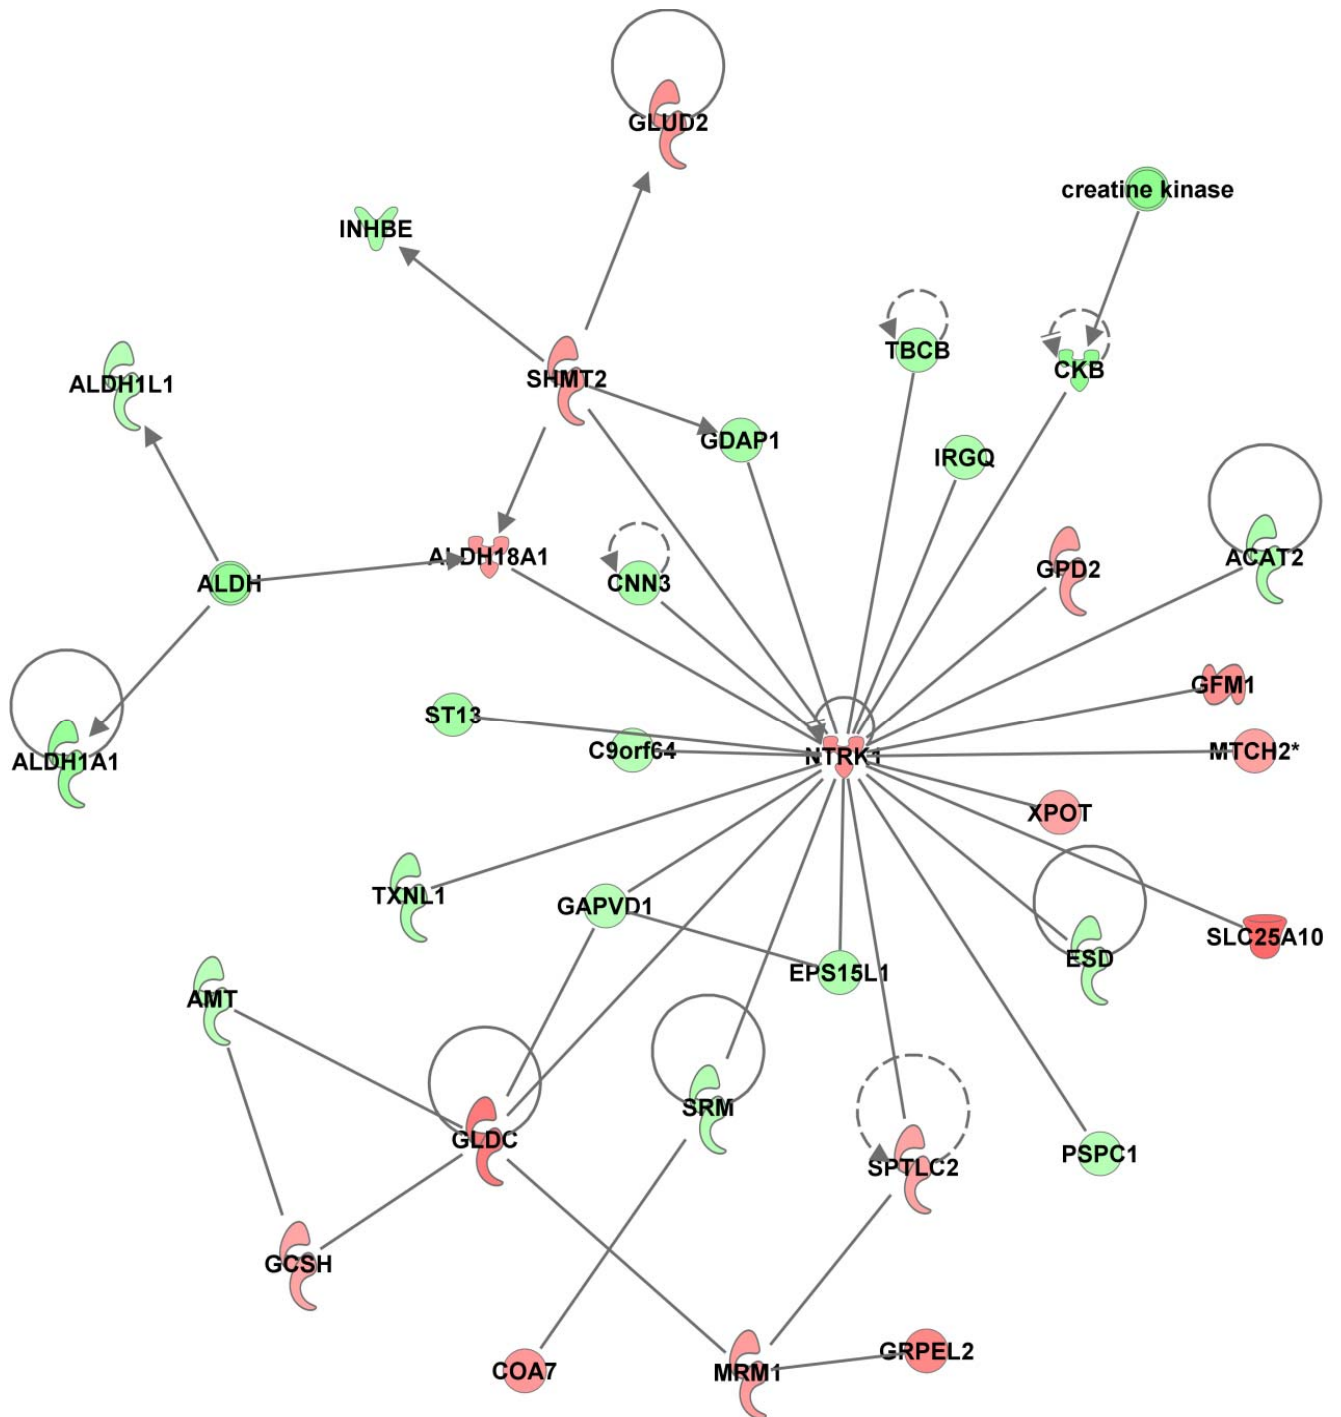 GLUD2
creatine kinase
INHBE
TBCB
CKB
SHMT2
ALDH1L1
GDAP1
IRGQ
ALDH18A1
ACAT2
GPD2
CNN3
ALDH
GFM1
ST13
C9orf64
MTCH2*
NTRK1
ALDH1A1
XPOT
TXNL1
GAPVD1
SLC25A10
ESD
EPS15L1
AMT
SRM
GLDC
PSPC1
SPTLC2
GCSH
GRPEL2
COA7
MRM1